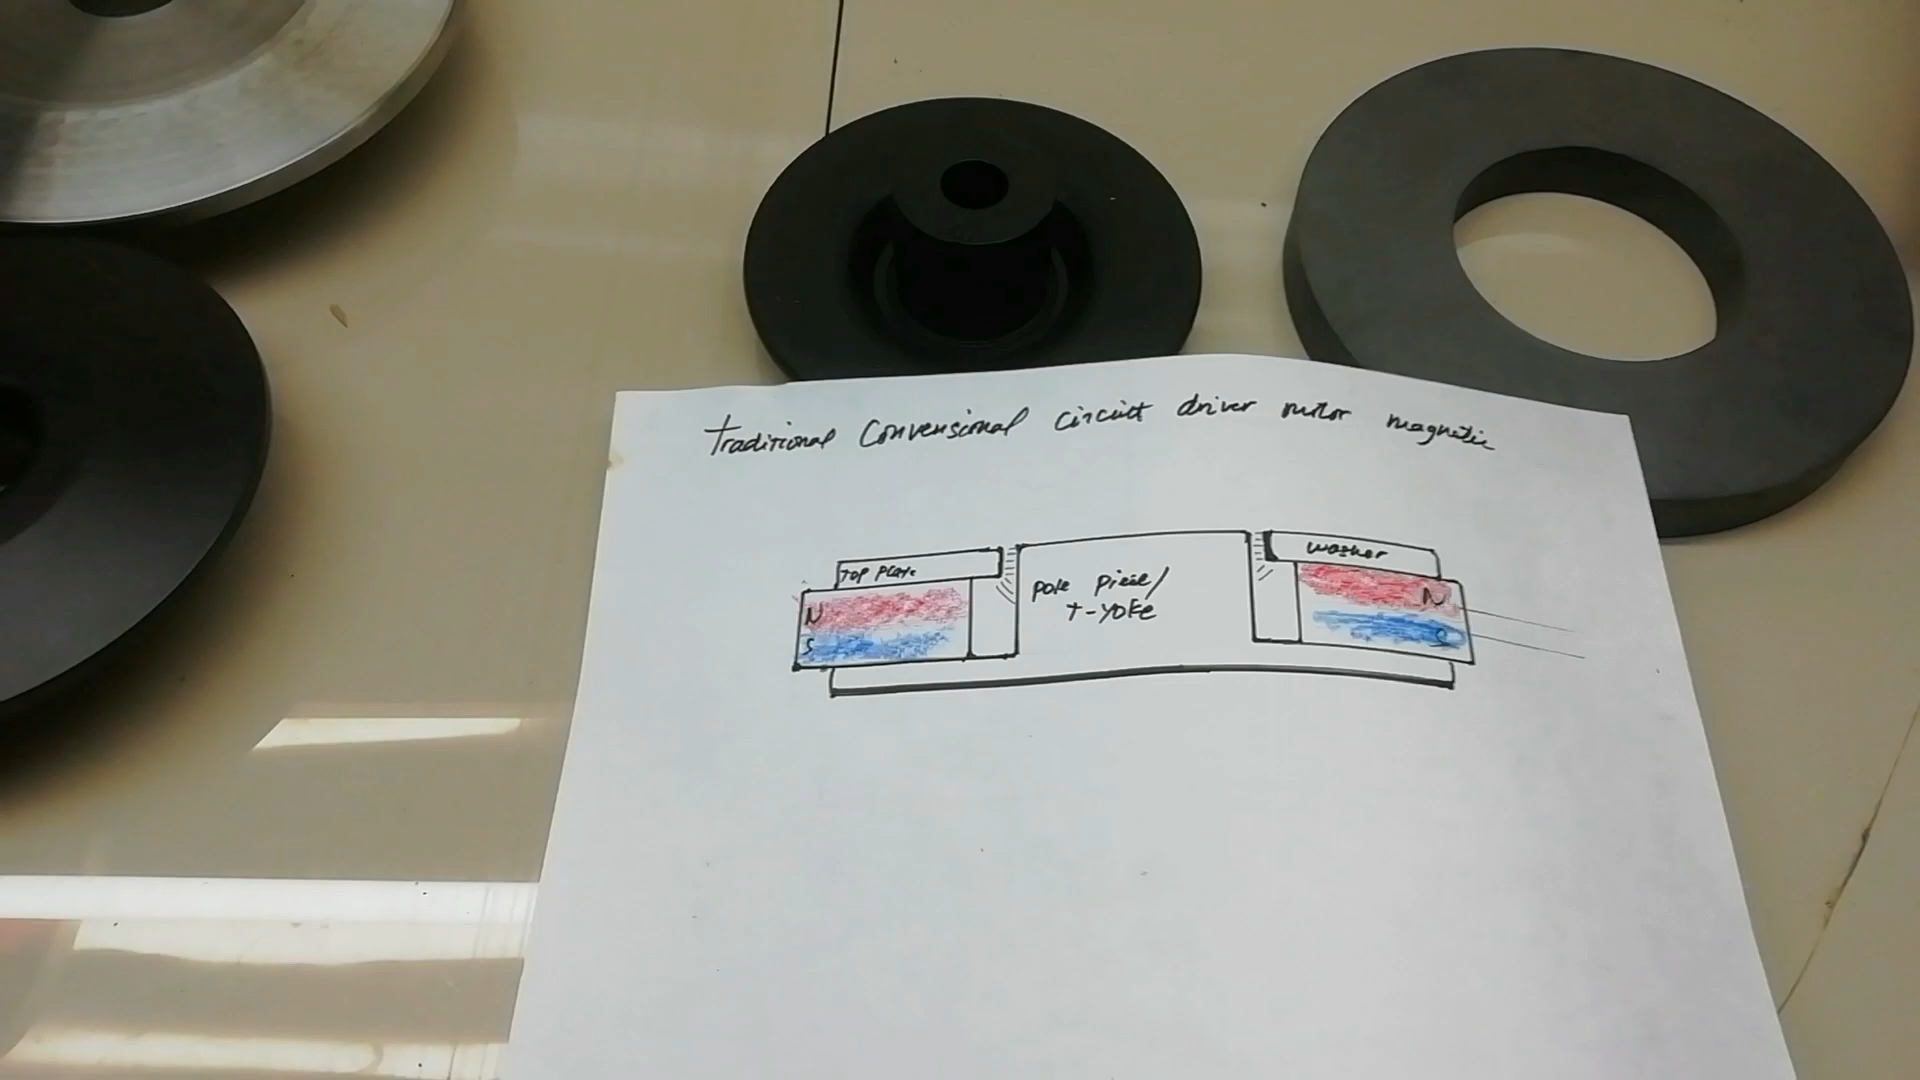 Traditional Convensional circuit driver motor magnetic
Top Plate
washer
N
S
pole piece/
T-yoke
N
S